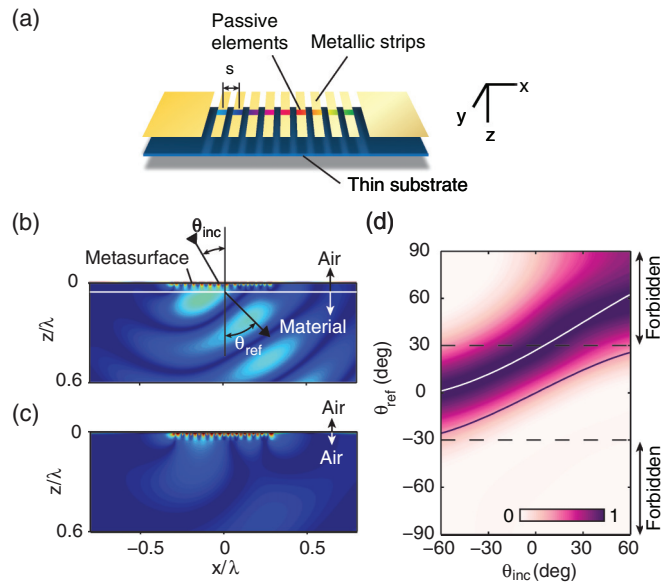 (a)
Passive
elements
Metallic strips
s
x
y
z
Thin substrate
(b)
θinc
Metasurface
Air
0
z/λ
Material
θref
0.6
(c)
Air
0
Air
z/λ
0.6
−0.5
0
0.5
x/λ
(d)
90
60
30
0
−30
−60
−90
θref (deg)
Forbidden
Forbidden
0
1
−60
−30
0
30
60
θinc (deg)